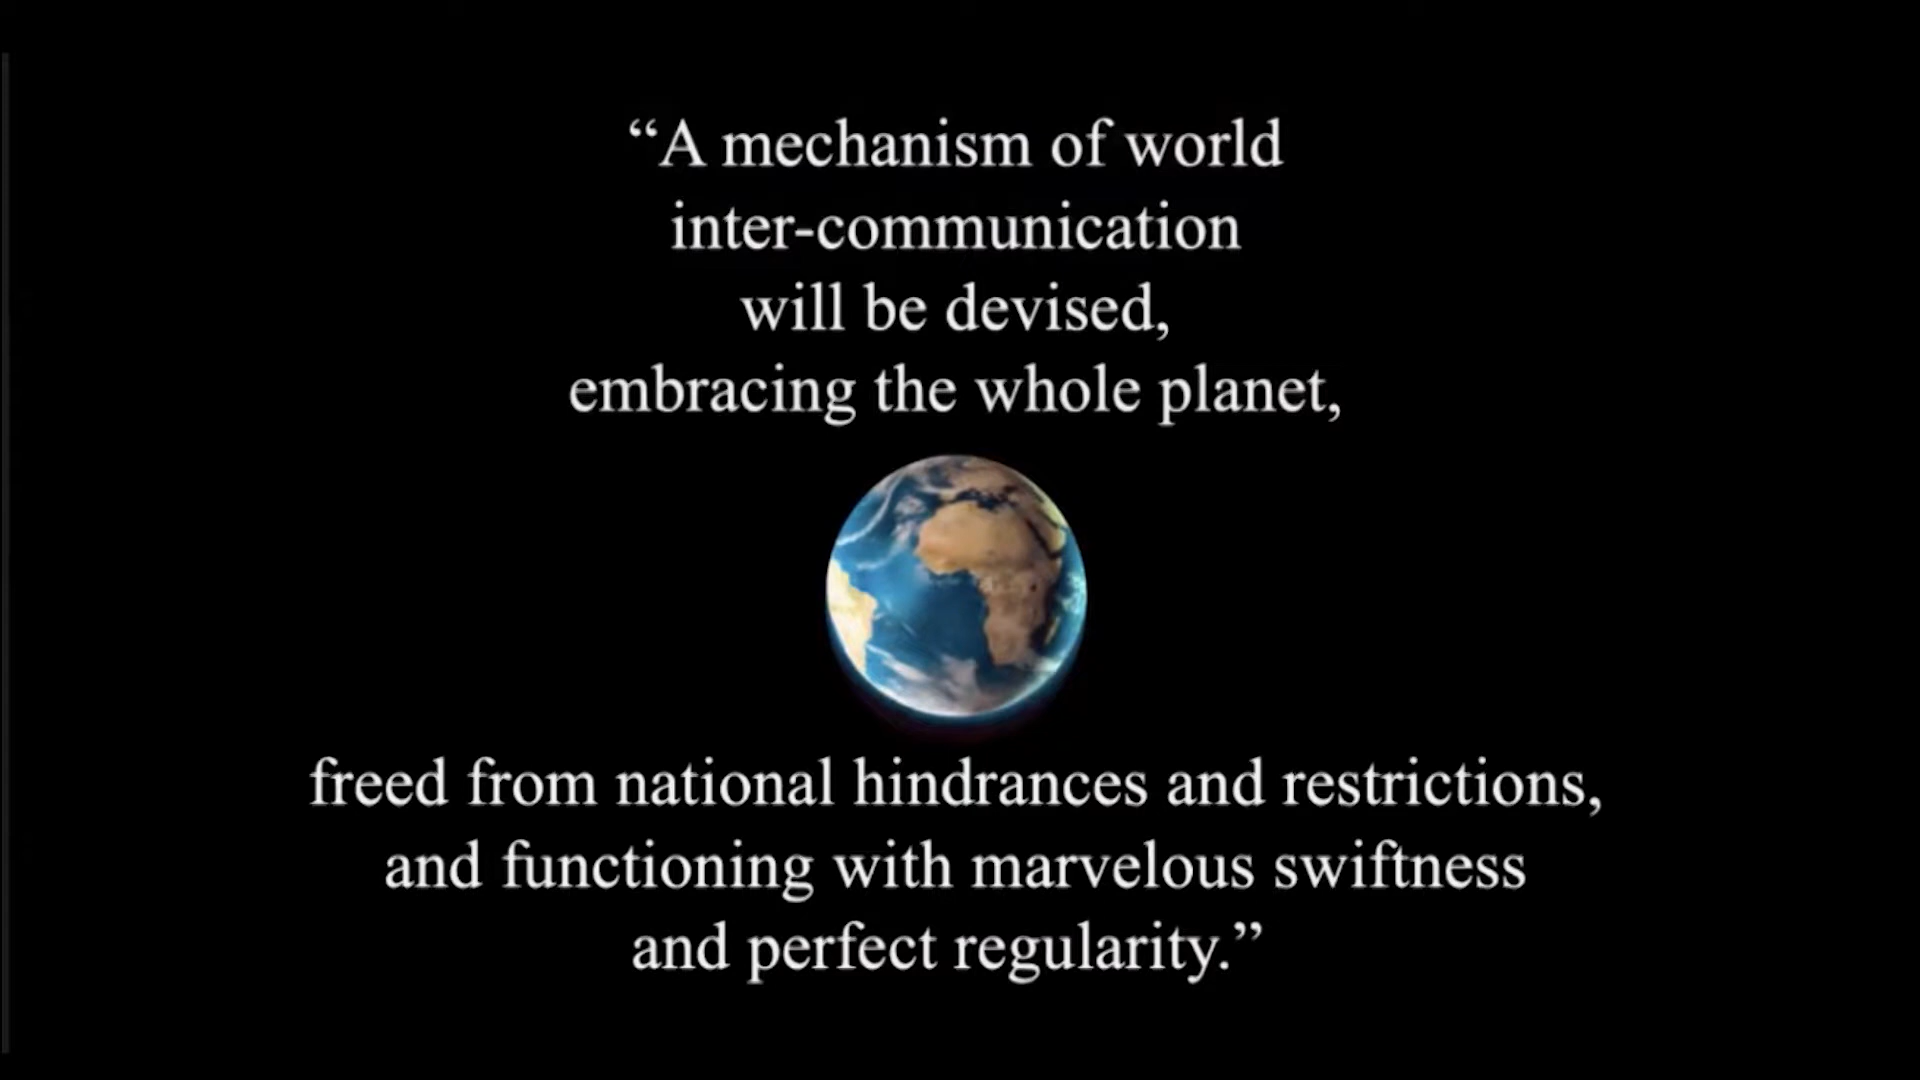 “A mechanism of world
inter-communication
will be devised,
embracing the whole planet,
freed from national hindrances and restrictions,
and functioning with marvelous swiftness
and perfect regularity.”